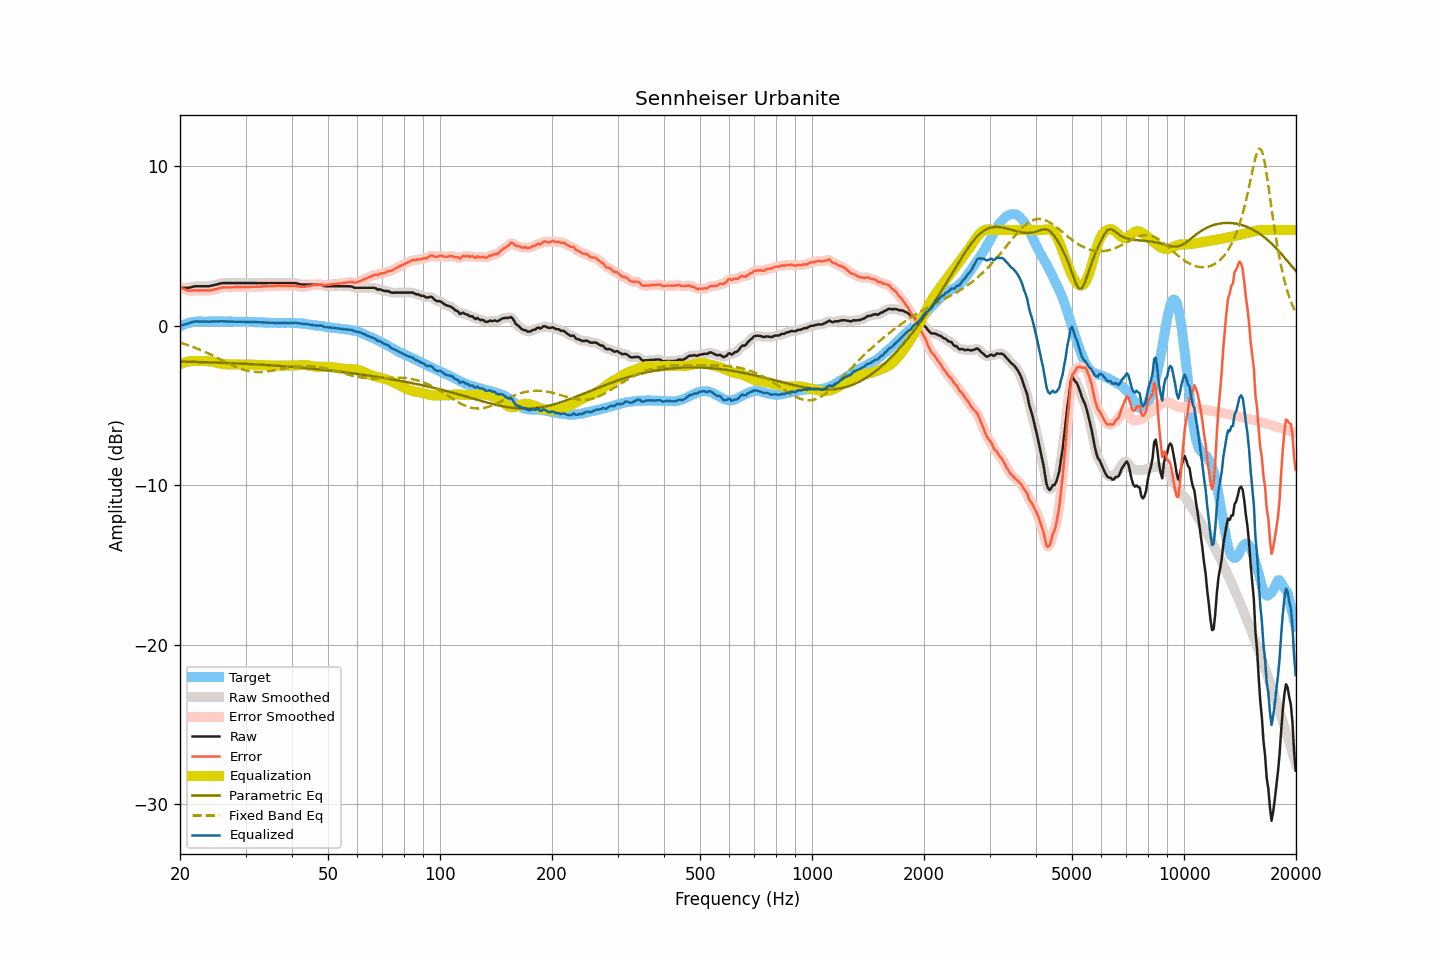 Sennheiser Urbanite
Amplitude (dBr)
10
0
−10
−20
−30
Target
Raw Smoothed
Error Smoothed
Raw
Error
Equalization
Parametric Eq
Fixed Band Eq
Equalized
20 50 100 200 500 1000 2000 5000 10000 20000
Frequency (Hz)